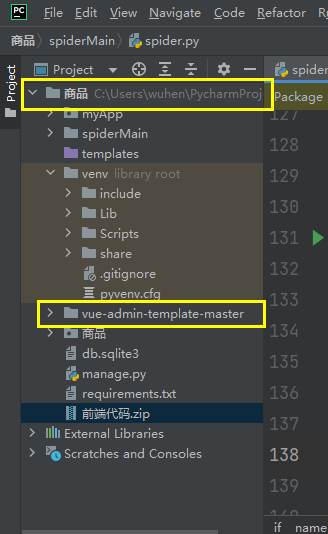 PC File Edit View Navigate Code Refactor
商品 spiderMain spider.py
Project
Project
spider
商品 C:\Users\wuhen\PycharmProj
Package
myApp
spiderMain
templates
venv library root
include
Lib
Scripts
share
.gitignore
pyvenv.cfg
vue-admin-template-master
商品
db.sqlite3
manage.py
requirements.txt
前端代码.zip
External Libraries
Scratches and Consoles
127
128
129
130
131
132
133
134
135
136
137
138
139
if name